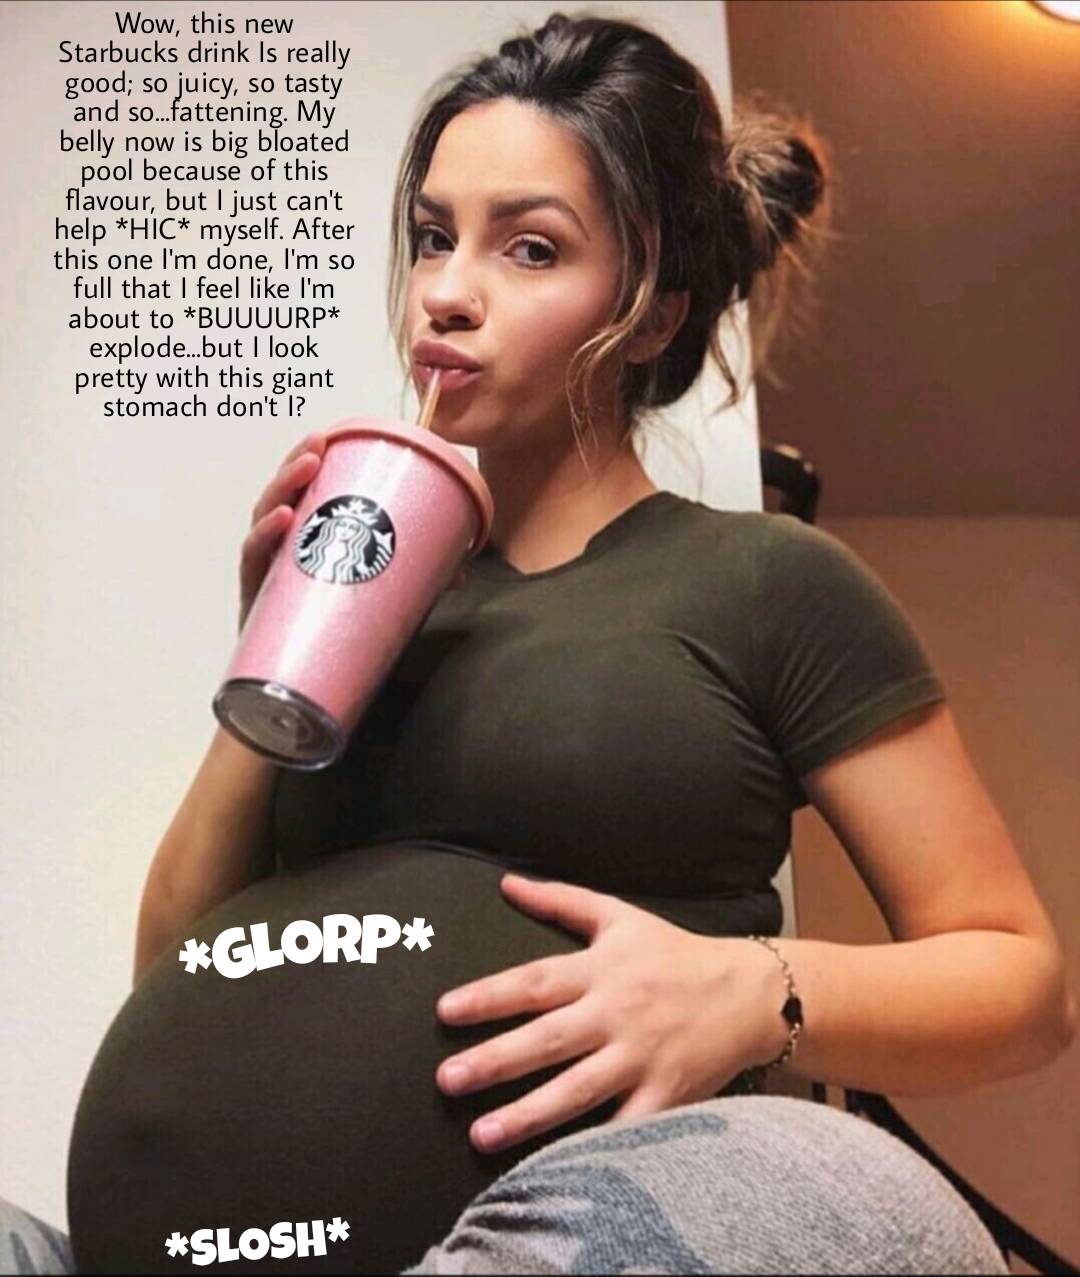 Wow, this new
Starbucks drink Is really
good; so juicy, so tasty
and so...fattening. My
belly now is big bloated
pool because of this
flavour, but I just can't
help *HIC* myself. After
this one I'm done, I'm so
full that I feel like I'm
about to *BUUUURP*
explode...but I look
pretty with this giant
stomach don't I?
*GLORP*
*SLOSH*